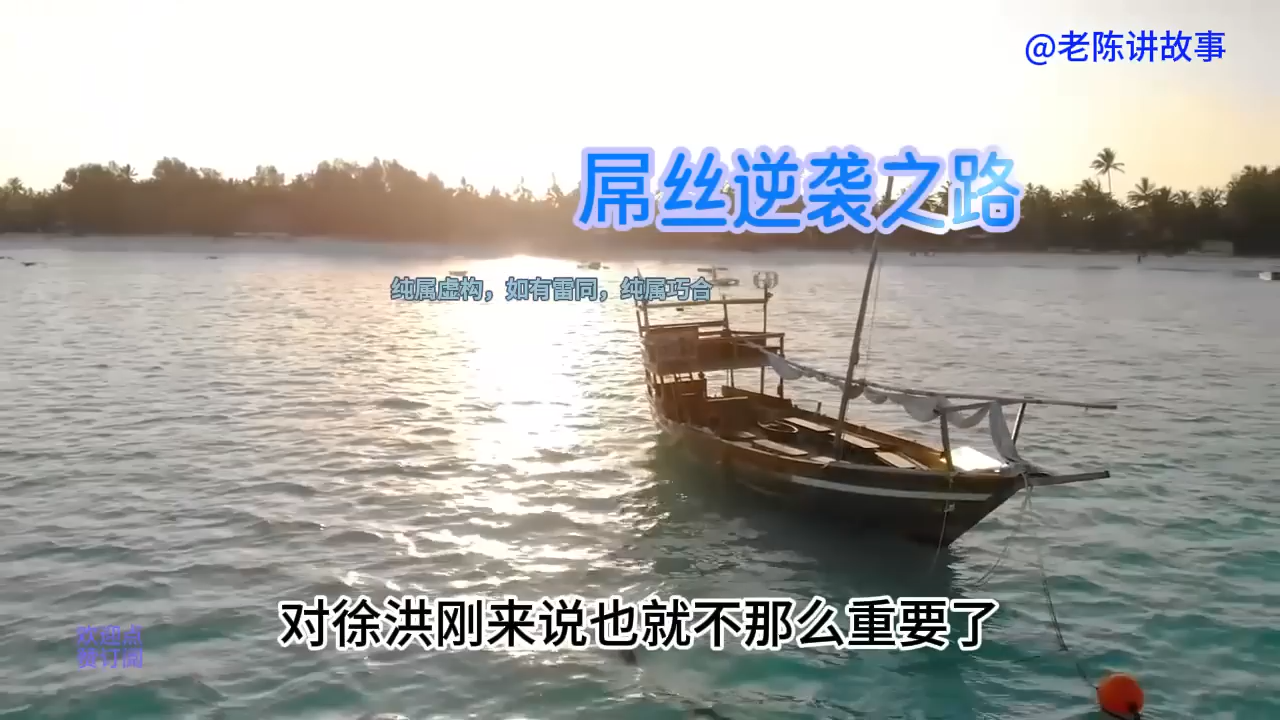 @老陈讲故事
屌丝逆袭之路
纯属虚构，如有雷同，纯属巧合
对徐洪刚来说也就不那么重要了
欢迎点
赞订阅